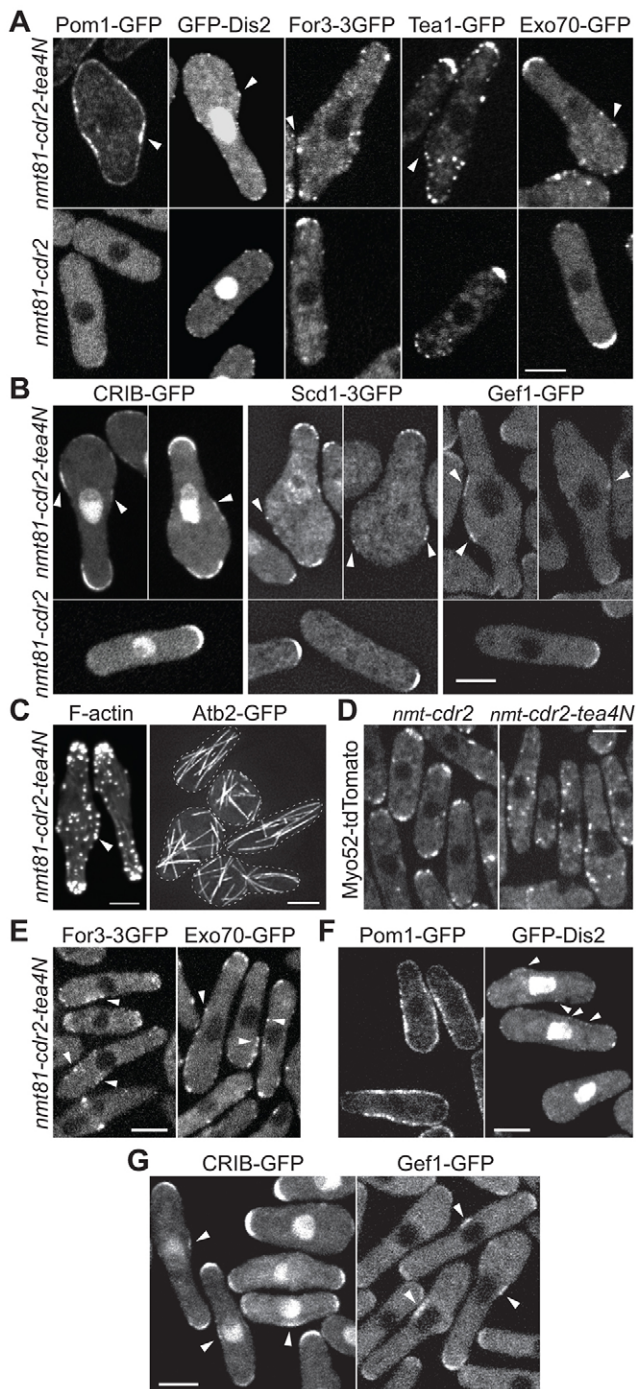 A
Pom1-GFP GFP-Dis2 For3-3GFP Tea1-GFP Exo70-GFP
nmt81-cdr2-tea4N
nmt81-cdr2
B
CRIB-GFP Scd1-3GFP Gef1-GFP
nmt81-cdr2-tea4N
nmt81-cdr2
C
F-actin Atb2-GFP
nmt81-cdr2-tea4N
D
nmt-cdr2 nmt-cdr2-tea4N
Myo52-tdTomato
E
For3-3GFP Exo70-GFP
nmt81-cdr2-tea4N
F
Pom1-GFP GFP-Dis2
G
CRIB-GFP Gef1-GFP